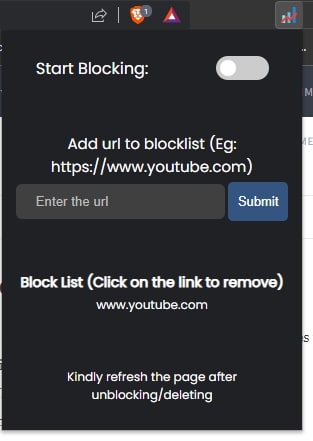 1
Start Blocking:
Add url to blocklist (Eg:
https://www.youtube.com)
Enter the url
Submit
Block List (Click on the link to remove)
www.youtube.com
Kindly refresh the page after
unblocking/deleting